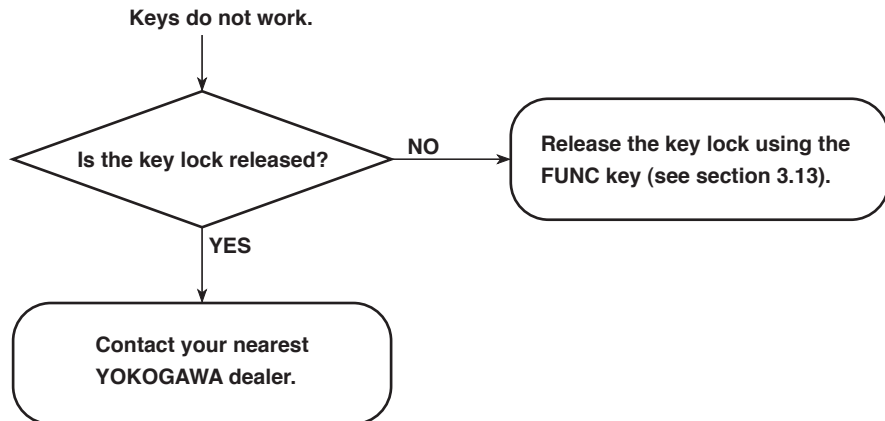 Keys do not work.
Is the key lock released?
NO
Release the key lock using the
FUNC key (see section 3.13).
YES
Contact your nearest
YOKOGAWA dealer.